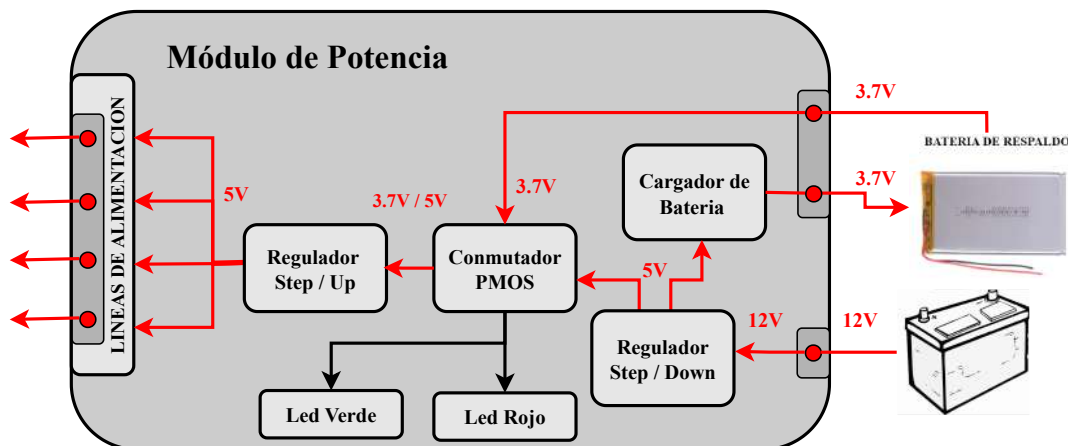 Módulo de Potencia
LINEAS DE ALIMENTACION
5V
3.7V / 5V
3.7V
3.7V
BATERIA DE RESPALDO
3.7V
Cargador de
Bateria
Regulador
Step / Up
Conmutador
PMOS
5V
12V
12V
Regulador
Step / Down
Led Verde
Led Rojo